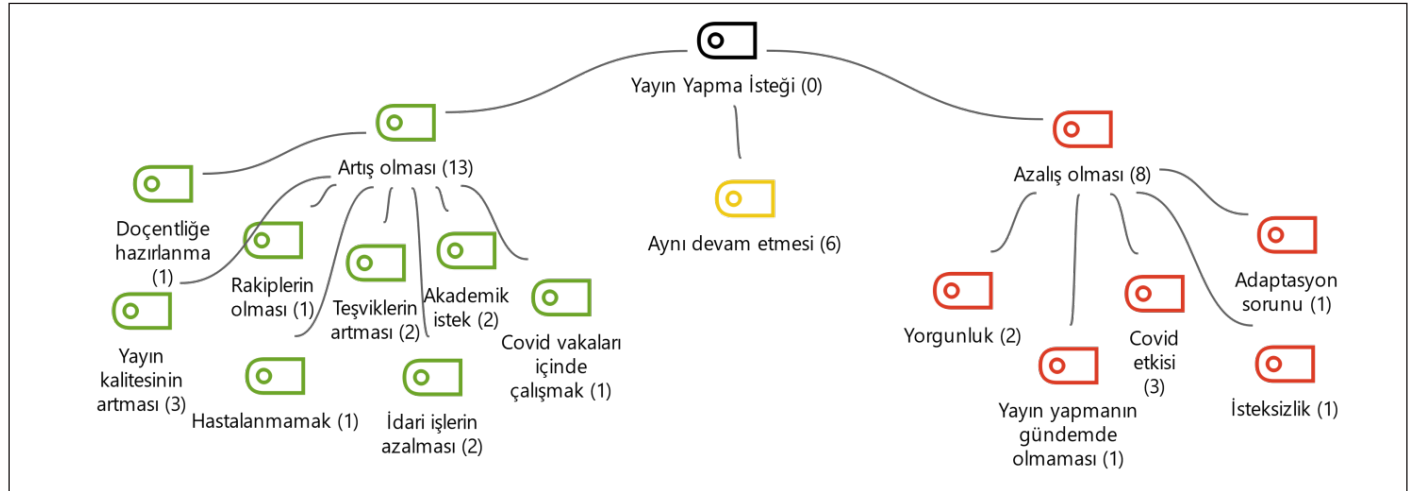 Yayın Yapma İsteği (0)
Artış olması (13)
Doçentliğe
hazırlanma
(1)
Yayın
kalitesinin
artması (3)
Rakiplerin
olması (1)
Hastalanmamak (1)
Teşviklerin
artması (2)
İdari işlerin
azalması (2)
Akademik
istek (2)
Covid vakaları
içinde
çalışmak (1)
Aynı devam etmesi (6)
Azalış olması (8)
Yorgunluk (2)
Yayın yapmanın
gündemde
olmaması (1)
Covid
etkisi
(3)
İsteksizlik (1)
Adaptasyon
sorunu (1)